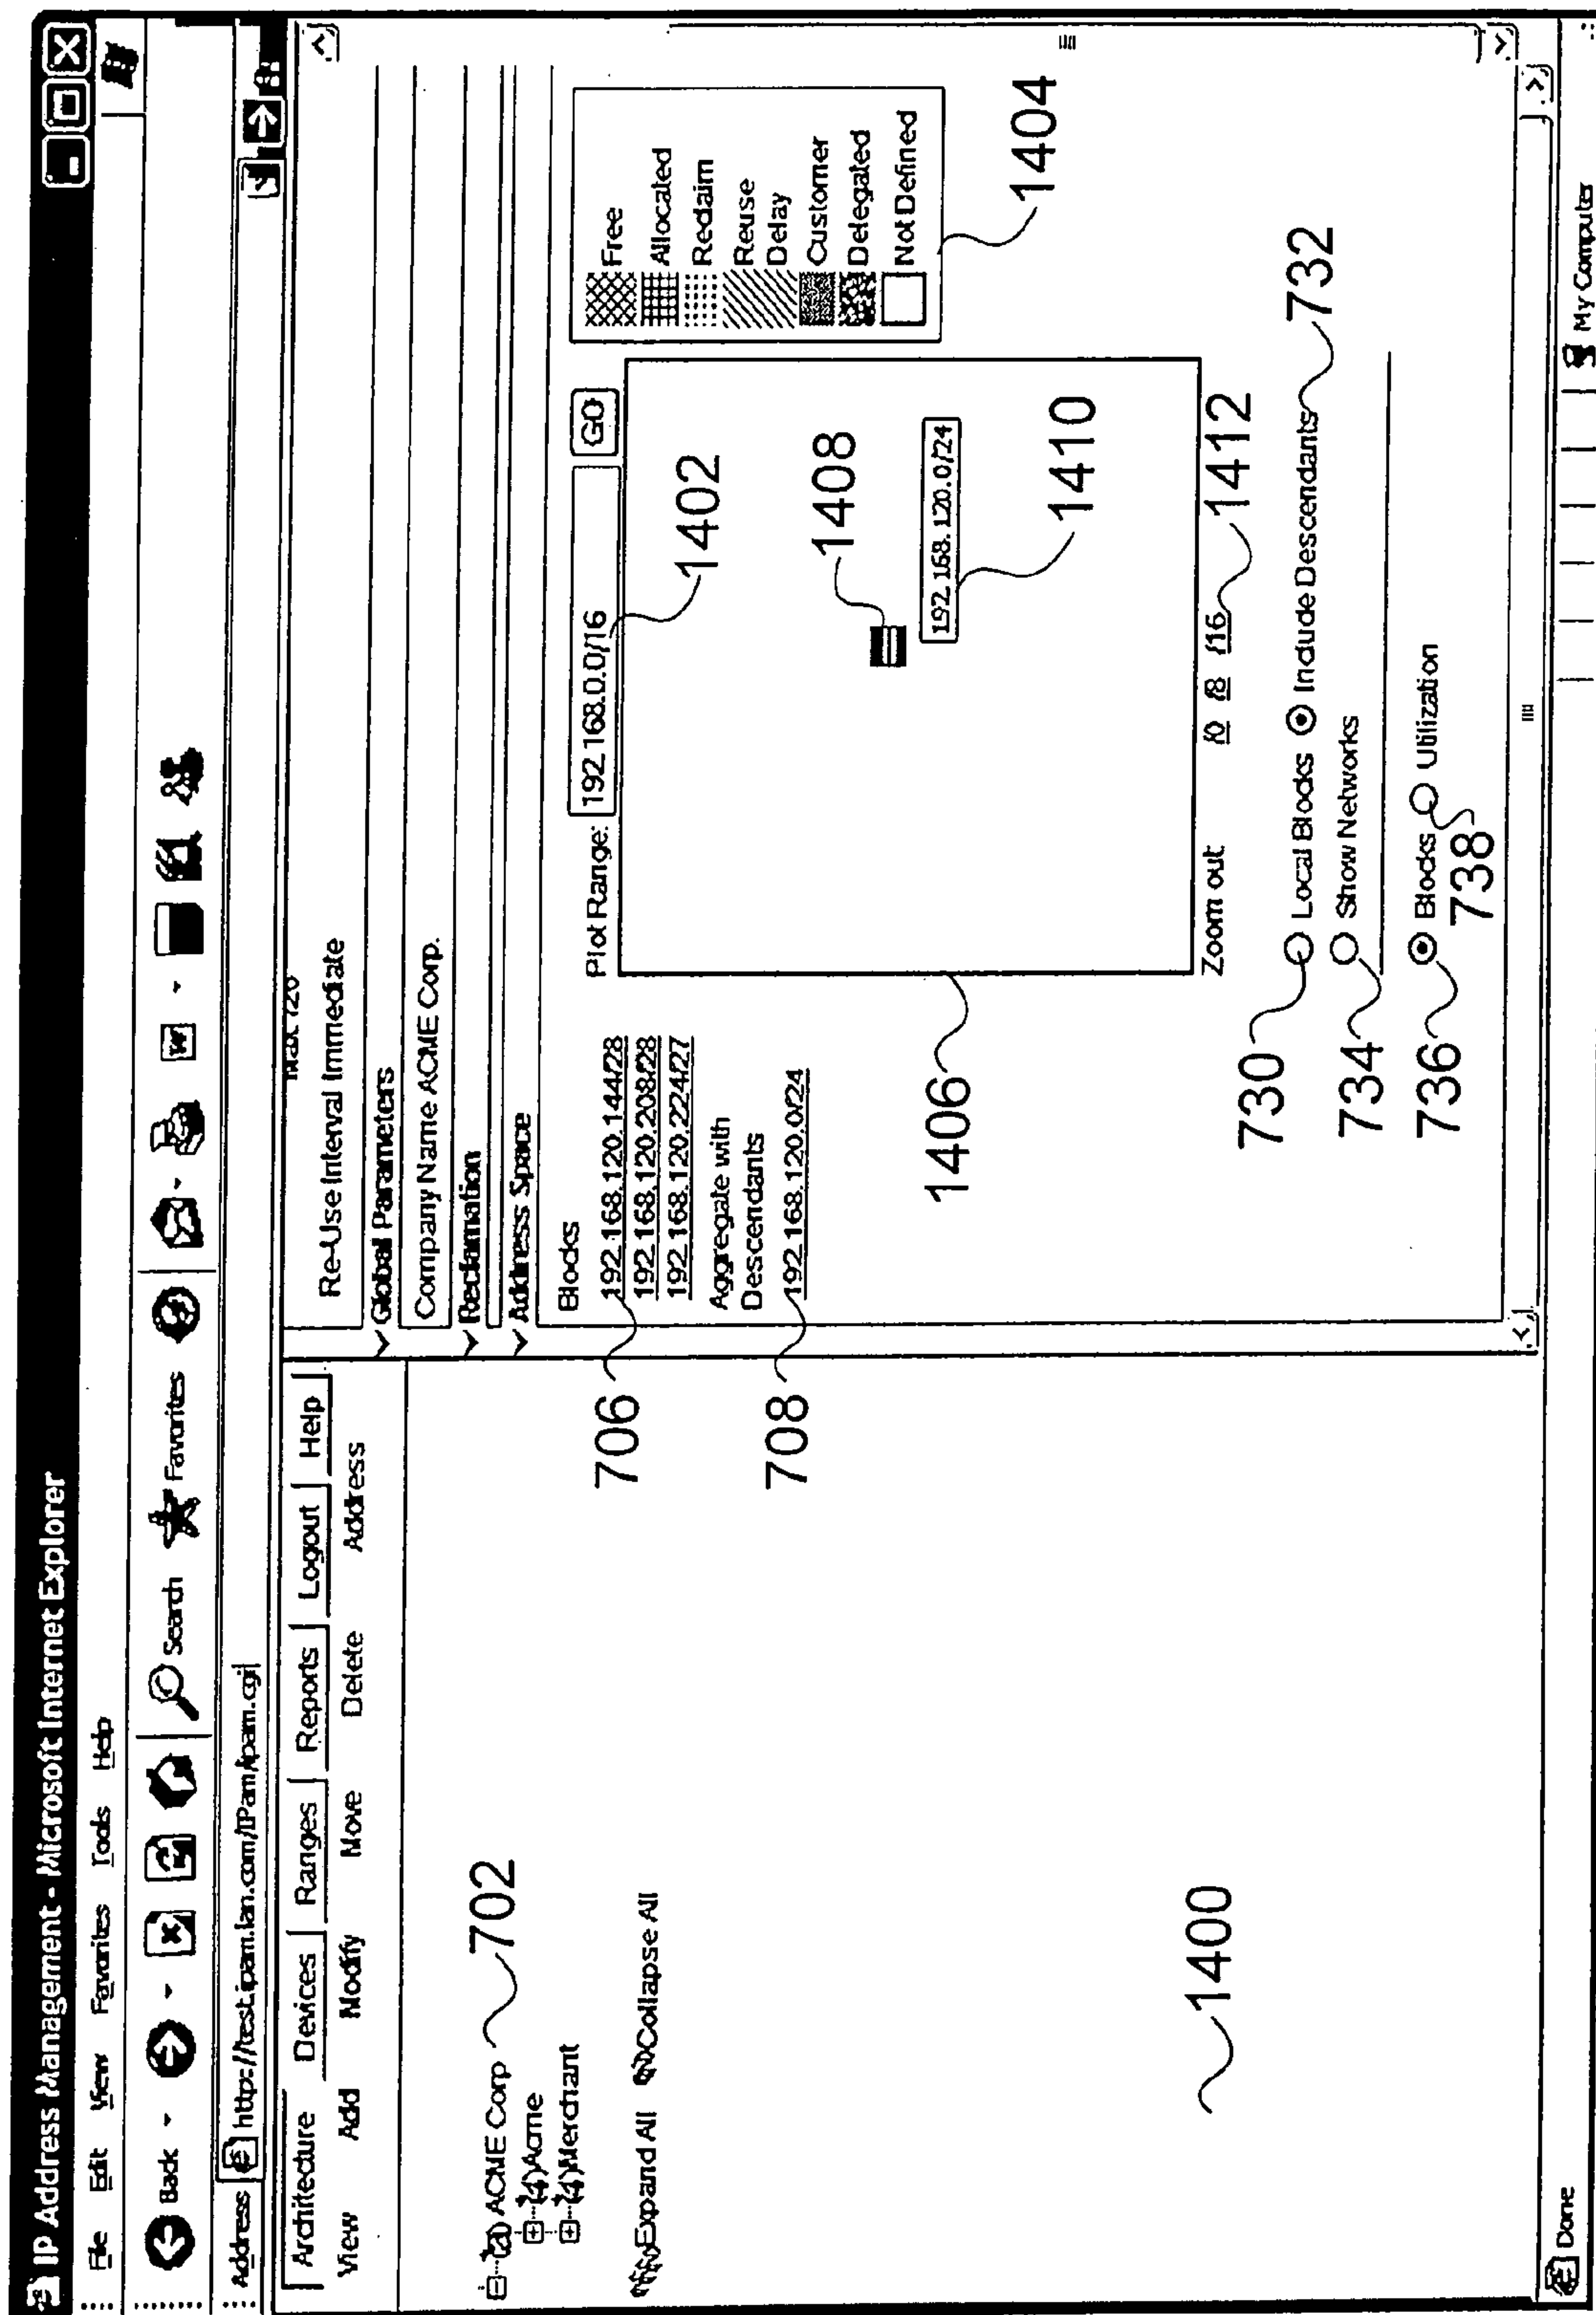 IP Address Management - Microsoft Internet Explorer
File Edit View Favorites Tools Help
Back Search Favorites
Address http://test.ipam.lan.com/IPam/ipam.cgi
Architecture Devices Ranges Reports Logout Help
View Add Modify Move Delete Address
ACME Corp 702
(4)Acme
(4)Merchant
Expand All Collapse All
1400
Re-Use Interval Immediate
Global Parameters
Company Name ACME Corp.
Reclamation
Address Space
Blocks
192.168.120.144/28
192.168.120.208/28
192.168.120.224/27
706
Aggregate with
Descendants
192.168.120.0/24
708
Plot Range: 192.168.0.0/16 GO
1402
1408
192.168.120.0/24
1410
1406
Zoom out /0 /8 /16 1412
730 Local Blocks Include Descendants 732
734 Show Networks
736 Blocks Utilization
738
Free
Allocated
Reclaim
Reuse
Delay
Customer
Delegated
Not Defined
1404
Done My Computer